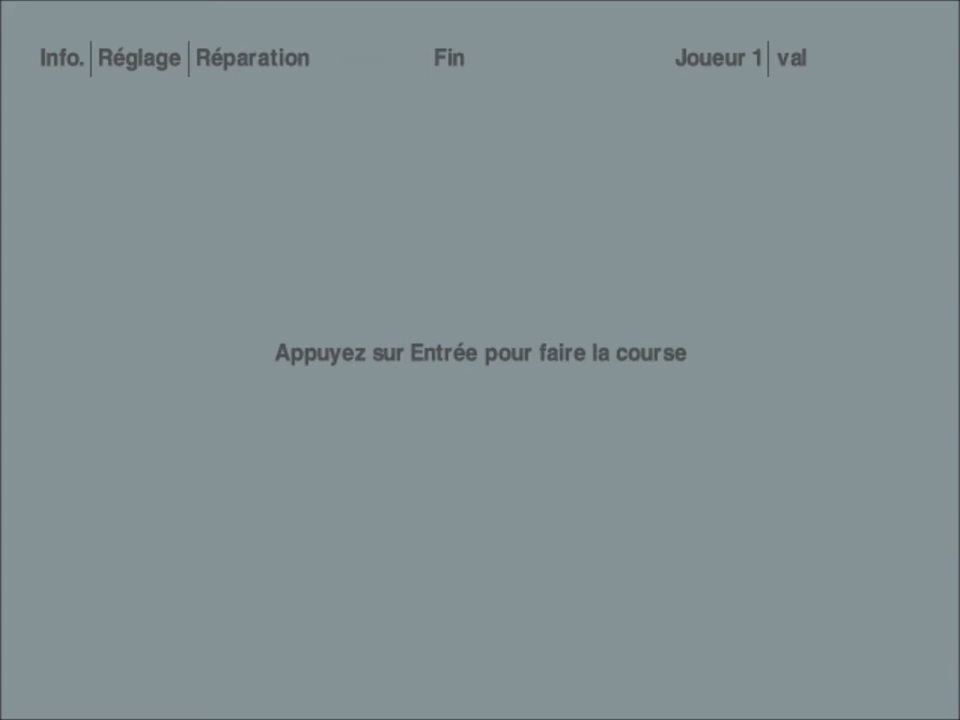 Info. Réglage Réparation Fin Joueur 1 val
Appuyez sur Entrée pour faire la course